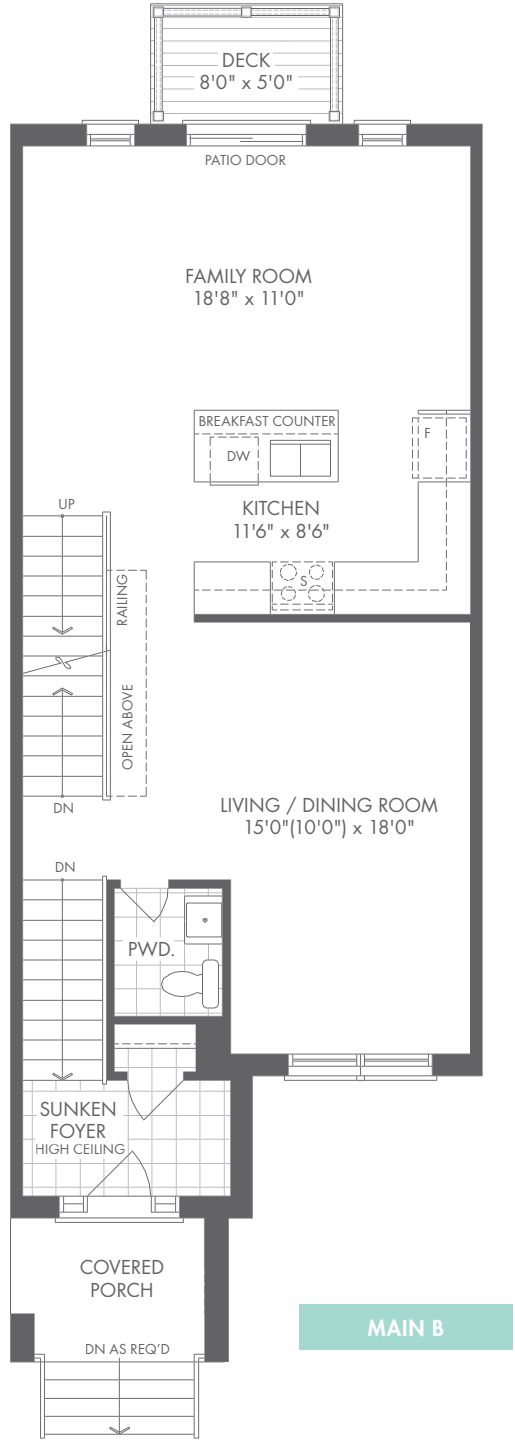 DECK
8'0" x 5'0"
PATIO DOOR
FAMILY ROOM
18'8" x 11'0"
BREAKFAST COUNTER
DW
F
KITCHEN
11'6" x 8'6"
S
UP
RAILING
OPEN ABOVE
DN
LIVING / DINING ROOM
15'0"(10'0") x 18'0"
DN
PWD.
SUNKEN
FOYER
HIGH CEILING
COVERED
PORCH
MAIN B
DN AS REQ'D